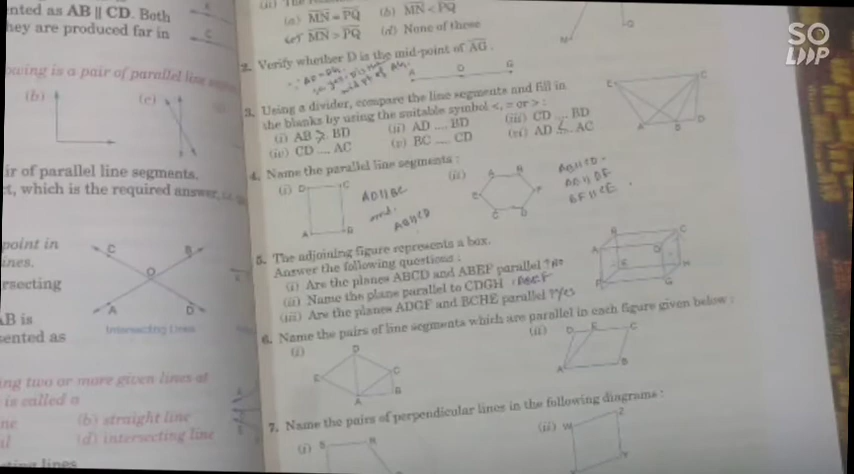 nted as AB || CD. Both
hey are produced far in
owing is a pair of parallel line
(b)
(c)
ir of parallel line segments.
t, which is the required answer,
point in
ines.
rsecting
AB is
sented as
C
B
O
A
D
Intersecting Lines
ing two or more given lines at
is called a
(b) straight line
(d) intersecting line
(a) MN = PQ (b) MN < PQ
(c) MN > PQ (d) None of these
2. Verify whether D is the mid-point of AG.
A D G
3. Using a divider, compare the line segments and fill in
the blanks by using the suitable symbol <, = or > :
(i) AB > BD (ii) AD .... BD (iii) CD .... BD
(iv) CD .... AC (v) BC .... CD (vi) AD < AC
4. Name the parallel line segments :
(i) D C
A B
AD||BC
and
AB||CD
(ii)
AB||CD
5. The adjoining figure represents a box.
Answer the following questions :
(i) Are the planes ABCD and ABEF parallel ? No
(ii) Name the plane parallel to CDGH
(iii) Are the planes ADGF and BCHE parallel ? Yes
6. Name the pairs of line segments which are parallel in each figure given below :
(i)
D
E C
A B
(ii)
D E C
A B
7. Name the pairs of perpendicular lines in the following diagrams :
(i) S R
(ii) W Z
SOLOOP